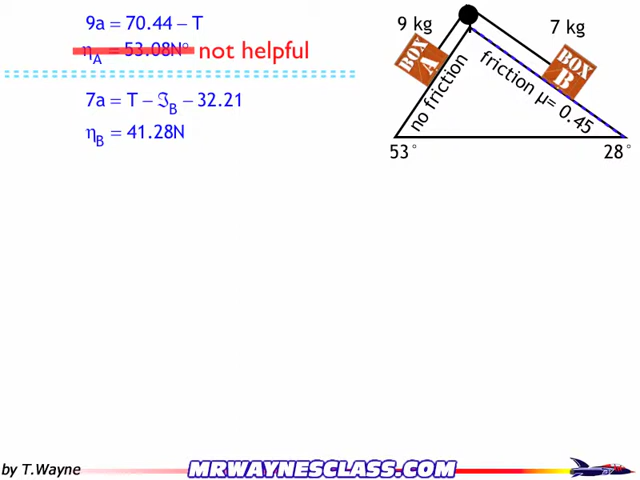 9a = 70.44 – T
η_A = 53.08N° not helpful
7a = T – ℑ_B – 32.21
η_B = 41.28N
9 kg
7 kg
BOX A
BOX B
no friction
friction μ= 0.45
53°
28°
by T.Wayne
MRWAYNESCLASS.COM